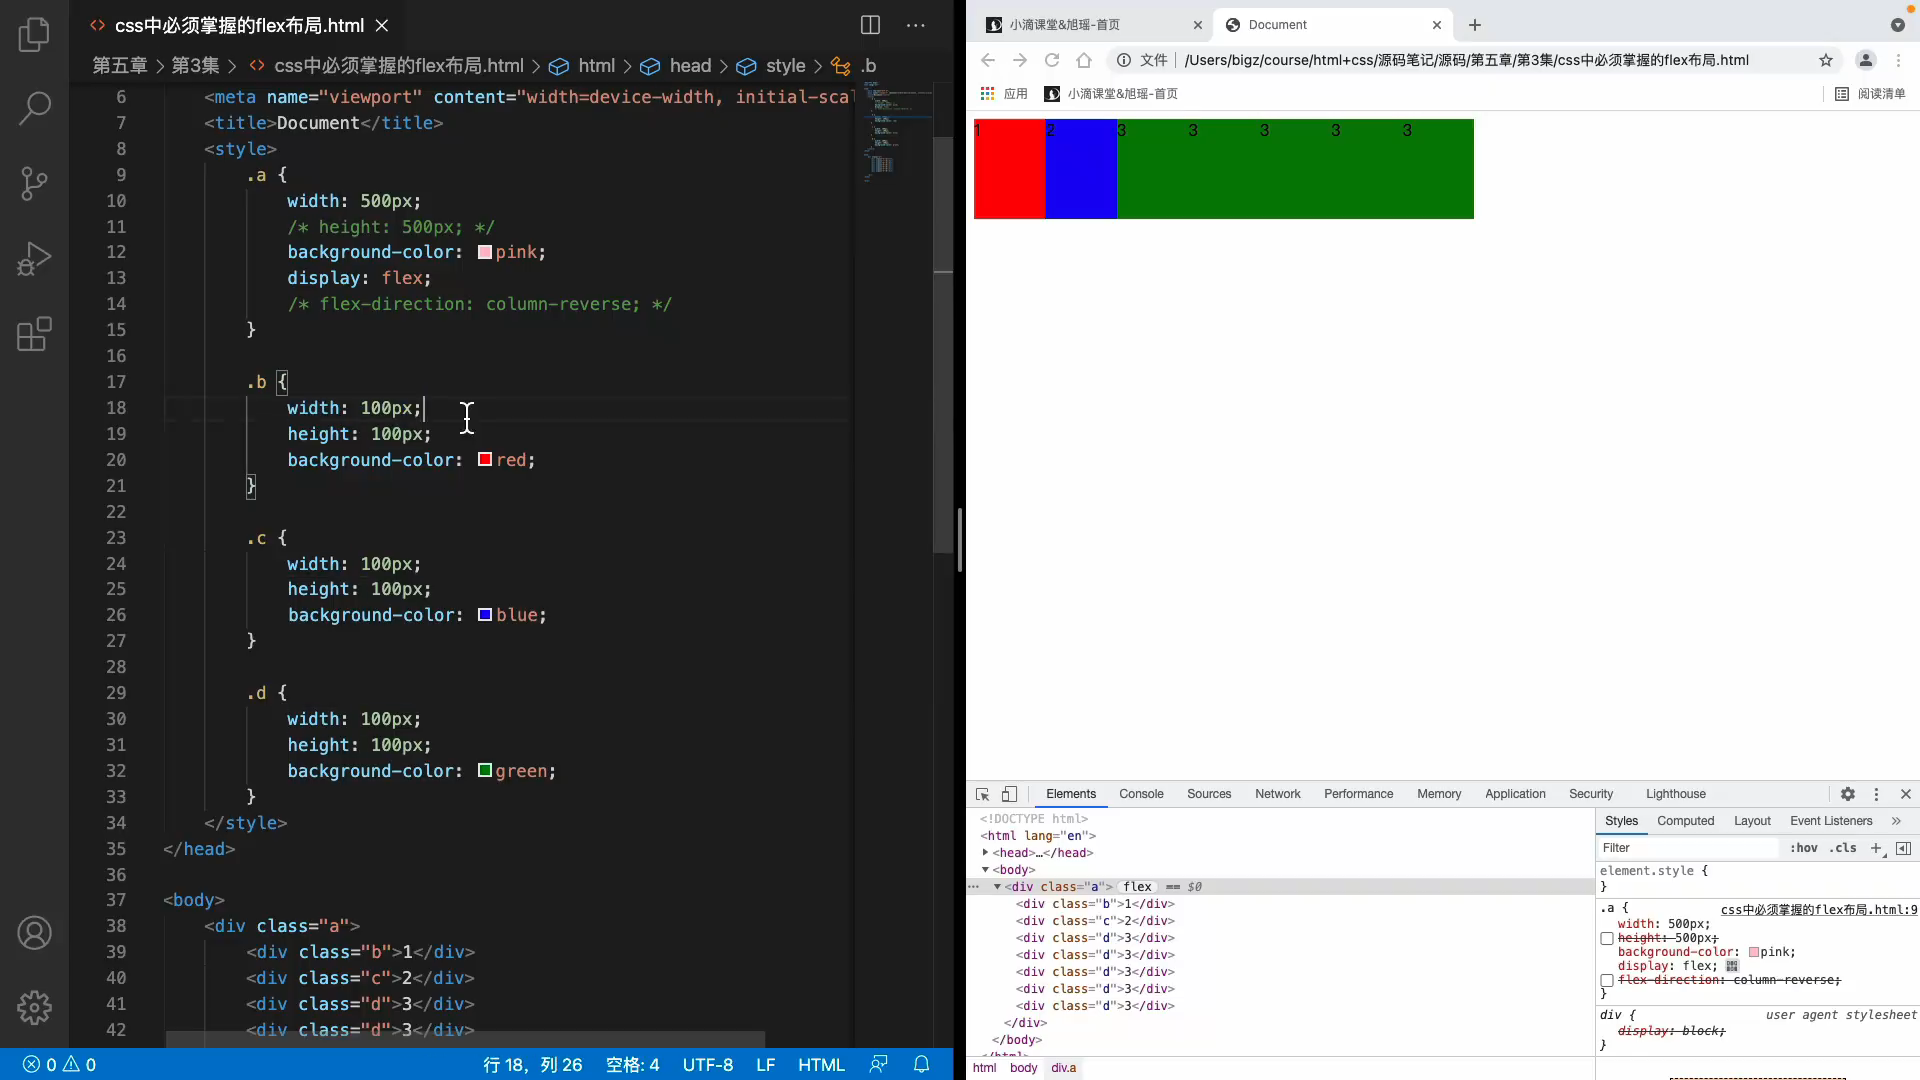 css中必须掌握的flex布局.html
第五章 > 第3集 > css中必须掌握的flex布局.html > html > head > style > .b
6 <meta name="viewport" content="width=device-width, initial-scal
7 <title>Document</title>
8 <style>
9 .a {
10 width: 500px;
11 /* height: 500px; */
12 background-color: pink;
13 display: flex;
14 /* flex-direction: column-reverse; */
15 }
16
17 .b {
18 width: 100px;
19 height: 100px;
20 background-color: red;
21 }
22
23 .c {
24 width: 100px;
25 height: 100px;
26 background-color: blue;
27 }
28
29 .d {
30 width: 100px;
31 height: 100px;
32 background-color: green;
33 }
34 </style>
35 </head>
36
37 <body>
38 <div class="a">
39 <div class="b">1</div>
40 <div class="c">2</div>
41 <div class="d">3</div>
42 <div class="d">3</div>
0 0 行 18，列 26 空格: 4 UTF-8 LF HTML
小滴课堂&旭瑶-首页 Document
文件 /Users/bigz/course/html+css/源码笔记/源码/第五章/第3集/css中必须掌握的flex布局.html
应用 小滴课堂&旭瑶-首页 阅读清单
1 2 3 3 3 3 3
Elements Console Sources Network Performance Memory Application Security Lighthouse
<!DOCTYPE html>
<html lang="en">
<head>…</head>
<body>
<div class="a"> flex == $0
<div class="b">1</div>
<div class="c">2</div>
<div class="d">3</div>
<div class="d">3</div>
<div class="d">3</div>
<div class="d">3</div>
<div class="d">3</div>
</div>
</body>
</html>
html body div.a
Styles Computed Layout Event Listeners »
Filter :hov .cls +
element.style {
}
.a { css中必须掌握的flex布局.html:9
width: 500px;
height: 500px;
background-color: pink;
display: flex;
flex-direction: column-reverse;
}
div { user agent stylesheet
display: block;
}